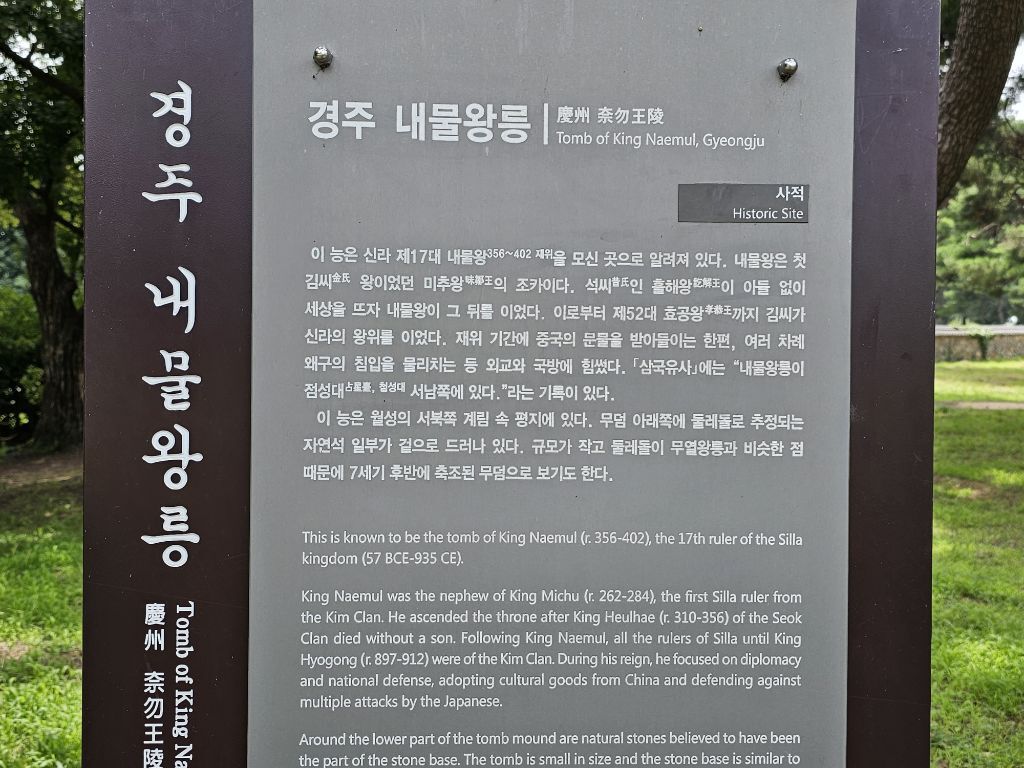 경주 내물왕릉
慶州 奈勿王陵
Tomb of King Na
경주 내물왕릉
慶州 奈勿王陵
Tomb of King Naemul, Gyeongju
사적
Historic Site
이 능은 신라 제17대 내물왕356~402 재위을 모신 곳으로 알려져 있다. 내물왕은 첫
김씨金氏 왕이었던 미추왕味鄒王의 조카이다. 석씨昔氏인 흘해왕訖解王이 아들 없이
세상을 뜨자 내물왕이 그 뒤를 이었다. 이로부터 제52대 효공왕孝恭王까지 김씨가
신라의 왕위를 이었다. 재위 기간에 중국의 문물을 받아들이는 한편, 여러 차례
왜구의 침입을 물리치는 등 외교와 국방에 힘썼다. 「삼국유사」에는 “내물왕릉이
점성대占星臺, 첨성대 서남쪽에 있다.”라는 기록이 있다.
이 능은 월성의 서북쪽 계림 속 평지에 있다. 무덤 아래쪽에 둘레돌로 추정되는
자연석 일부가 겉으로 드러나 있다. 규모가 작고 둘레돌이 무열왕릉과 비슷한 점
때문에 7세기 후반에 축조된 무덤으로 보기도 한다.
This is known to be the tomb of King Naemul (r. 356-402), the 17th ruler of the Silla
kingdom (57 BCE-935 CE).
King Naemul was the nephew of King Michu (r. 262-284), the first Silla ruler from
the Kim Clan. He ascended the throne after King Heulhae (r. 310-356) of the Seok
Clan died without a son. Following King Naemul, all the rulers of Silla until King
Hyogong (r. 897-912) were of the Kim Clan. During his reign, he focused on diplomacy
and national defense, adopting cultural goods from China and defending against
multiple attacks by the Japanese.
Around the lower part of the tomb mound are natural stones believed to have been
the part of the stone base. The tomb is small in size and the stone base is similar to